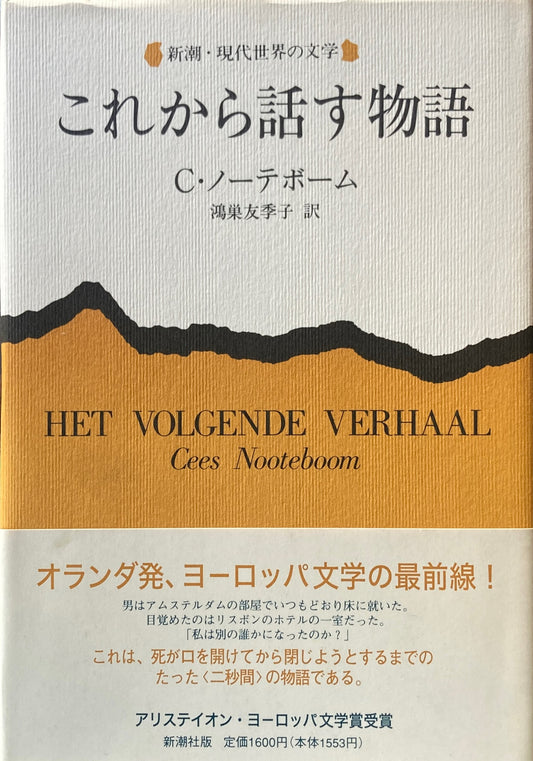 新潮・現代世界の文学
これから話す物語
C・ノーテボーム
鴻巣友季子 訳
HET VOLGENDE VERHAAL
Cees Nooteboom
オランダ発、ヨーロッパ文学の最前線！
男はアムステルダムの部屋でいつもどおり床に就いた。
目覚めたのはリスボンのホテルの一室だった。
「私は別の誰かになったのか？」
これは、死が口を開けてから閉じようとするまでの
たった〈二秒間〉の物語である。
アリステイオン・ヨーロッパ文学賞受賞
新潮社版 定価1600円(本体1553円)